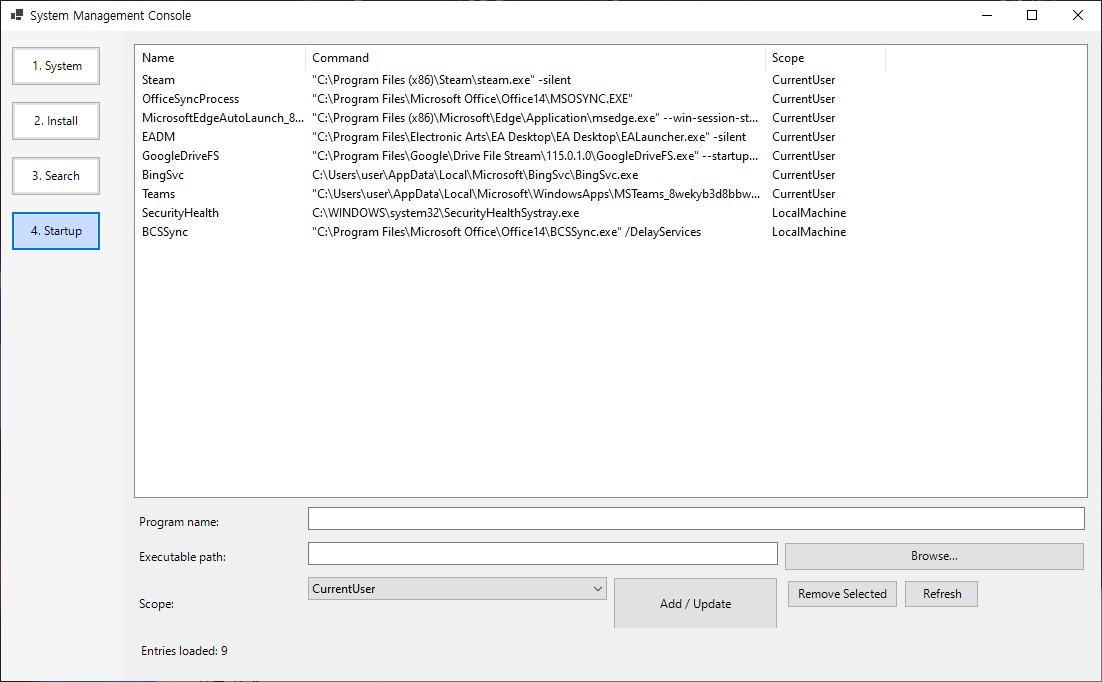 System Management Console
1. System
2. Install
3. Search
4. Startup
Name Command Scope
Steam "C:\Program Files (x86)\Steam\steam.exe" -silent CurrentUser
OfficeSyncProcess "C:\Program Files\Microsoft Office\Office14\MSOSYNC.EXE" CurrentUser
MicrosoftEdgeAutoLaunch_8... "C:\Program Files (x86)\Microsoft\Edge\Application\msedge.exe" --win-session-st... CurrentUser
EADM "C:\Program Files\Electronic Arts\EA Desktop\EA Desktop\EALauncher.exe" -silent CurrentUser
GoogleDriveFS "C:\Program Files\Google\Drive File Stream\115.0.1.0\GoogleDriveFS.exe" --startup... CurrentUser
BingSvc C:\Users\user\AppData\Local\Microsoft\BingSvc\BingSvc.exe CurrentUser
Teams "C:\Users\user\AppData\Local\Microsoft\WindowsApps\MSTeams_8wekyb3d8bbw... CurrentUser
SecurityHealth C:\WINDOWS\system32\SecurityHealthSystray.exe LocalMachine
BCSSync "C:\Program Files\Microsoft Office\Office14\BCSSync.exe" /DelayServices LocalMachine
Program name:
Executable path: Browse...
Scope: CurrentUser Add / Update Remove Selected Refresh
Entries loaded: 9